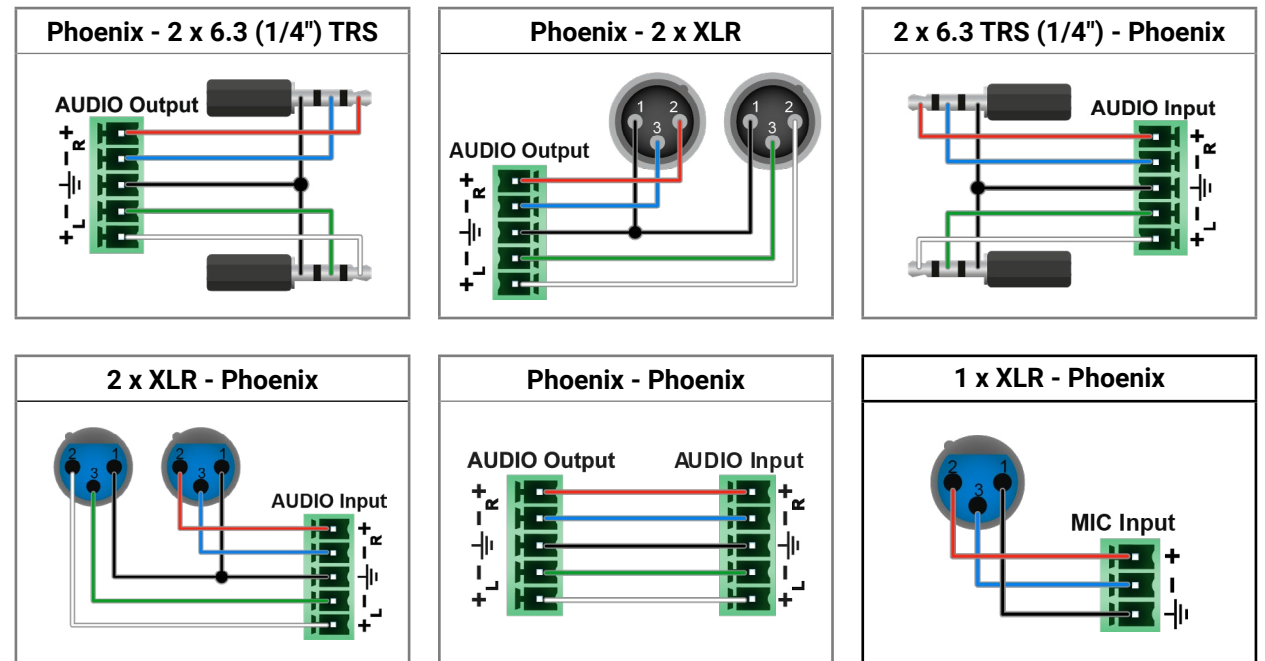 Phoenix - 2 x 6.3 (1/4") TRS
AUDIO Output
+
R
-
-
L
+
Phoenix - 2 x XLR
1
2
3
1
2
3
AUDIO Output
+
R
-
-
L
+
2 x 6.3 TRS (1/4") - Phoenix
AUDIO Input
+
R
-
-
L
+
2 x XLR - Phoenix
2
1
3
2
1
3
AUDIO Input
+
R
-
-
L
+
Phoenix - Phoenix
AUDIO Output
AUDIO Input
+
R
-
-
L
+
+
R
-
-
L
+
1 x XLR - Phoenix
2
1
3
MIC Input
+
-